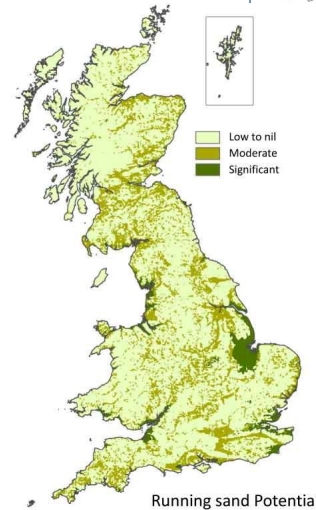 Low to nil
Moderate
Significant
Running sand Potentia